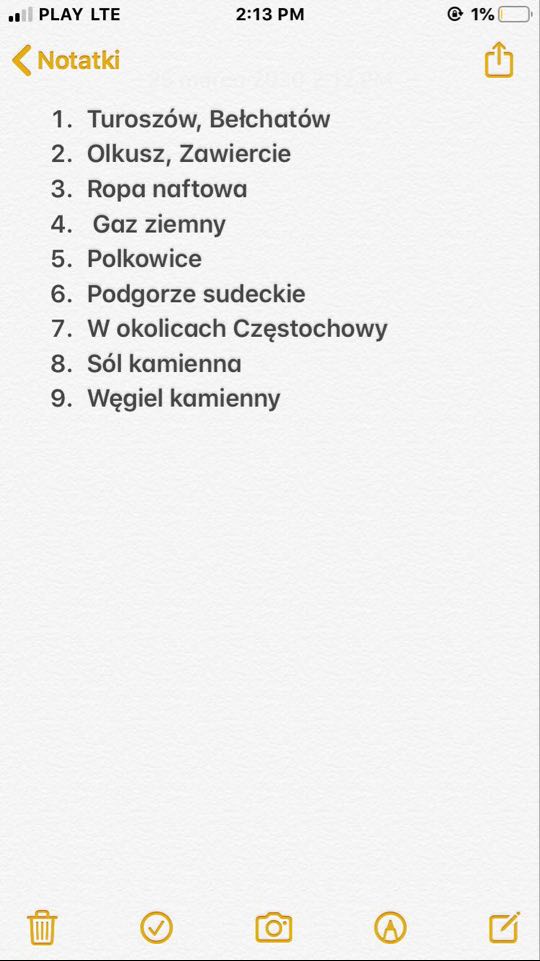 PLAY LTE 2:13 PM 1%
Notatki
1. Turoszów, Bełchatów
2. Olkusz, Zawiercie
3. Ropa naftowa
4. Gaz ziemny
5. Polkowice
6. Podgorze sudeckie
7. W okolicach Częstochowy
8. Sól kamienna
9. Węgiel kamienny